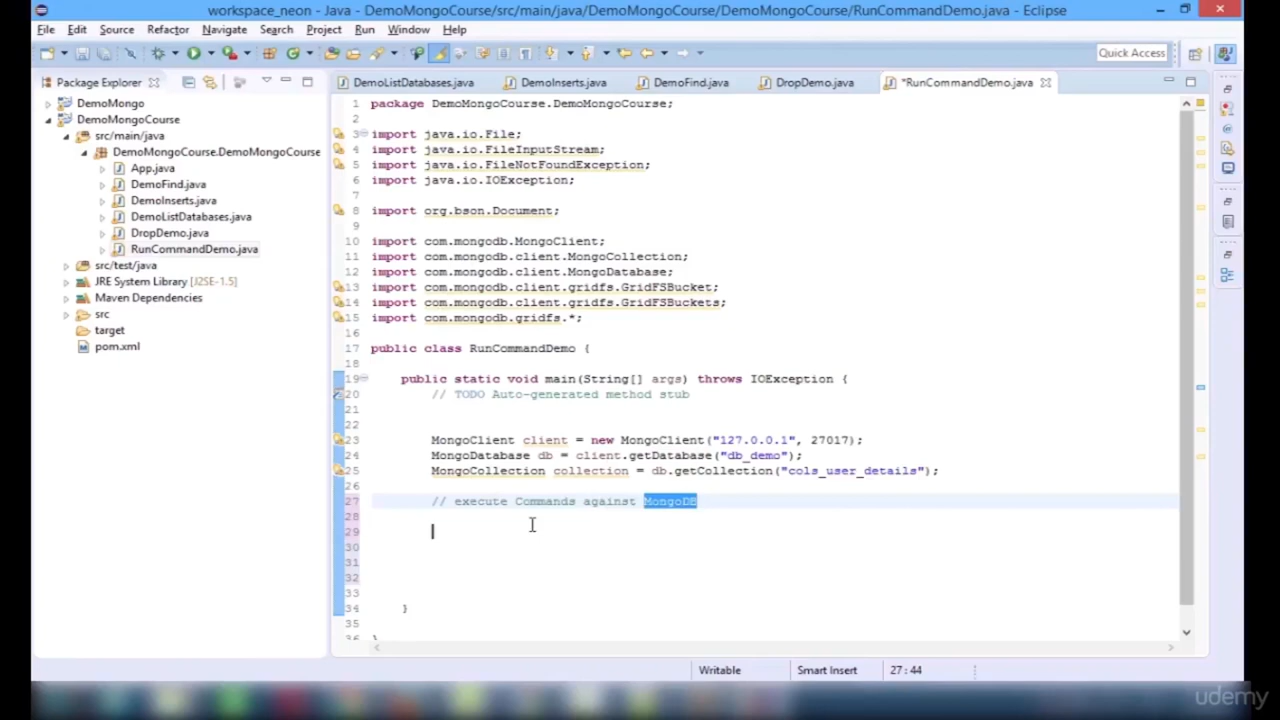 workspace_neon - Java - DemoMongoCourse/src/main/java/DemoMongoCourse/DemoMongoCourse/RunCommandDemo.java - Eclipse
File Edit Source Refactor Navigate Search Project Run Window Help
Quick Access
Package Explorer
DemoMongo
DemoMongoCourse
src/main/java
DemoMongoCourse.DemoMongoCourse
App.java
DemoFind.java
DemoInserts.java
DemoListDatabases.java
DropDemo.java
RunCommandDemo.java
src/test/java
JRE System Library [J2SE-1.5]
Maven Dependencies
src
target
pom.xml
DemoListDatabases.java DemoInserts.java DemoFind.java DropDemo.java *RunCommandDemo.java
1 package DemoMongoCourse.DemoMongoCourse;
2
3 import java.io.File;
4 import java.io.FileInputStream;
5 import java.io.FileNotFoundException;
6 import java.io.IOException;
7
8 import org.bson.Document;
9
10 import com.mongodb.MongoClient;
11 import com.mongodb.client.MongoCollection;
12 import com.mongodb.client.MongoDatabase;
13 import com.mongodb.client.gridfs.GridFSBucket;
14 import com.mongodb.client.gridfs.GridFSBuckets;
15 import com.mongodb.gridfs.*;
16
17 public class RunCommandDemo {
18
19 public static void main(String[] args) throws IOException {
20 // TODO Auto-generated method stub
21
22
23 MongoClient client = new MongoClient("127.0.0.1", 27017);
24 MongoDatabase db = client.getDatabase("db_demo");
25 MongoCollection collection = db.getCollection("cols_user_details");
26
27 // execute Commands against MongoDB
28
29
30
31
32
33
34 }
35
36 }
Writable Smart Insert 27:44
udemy